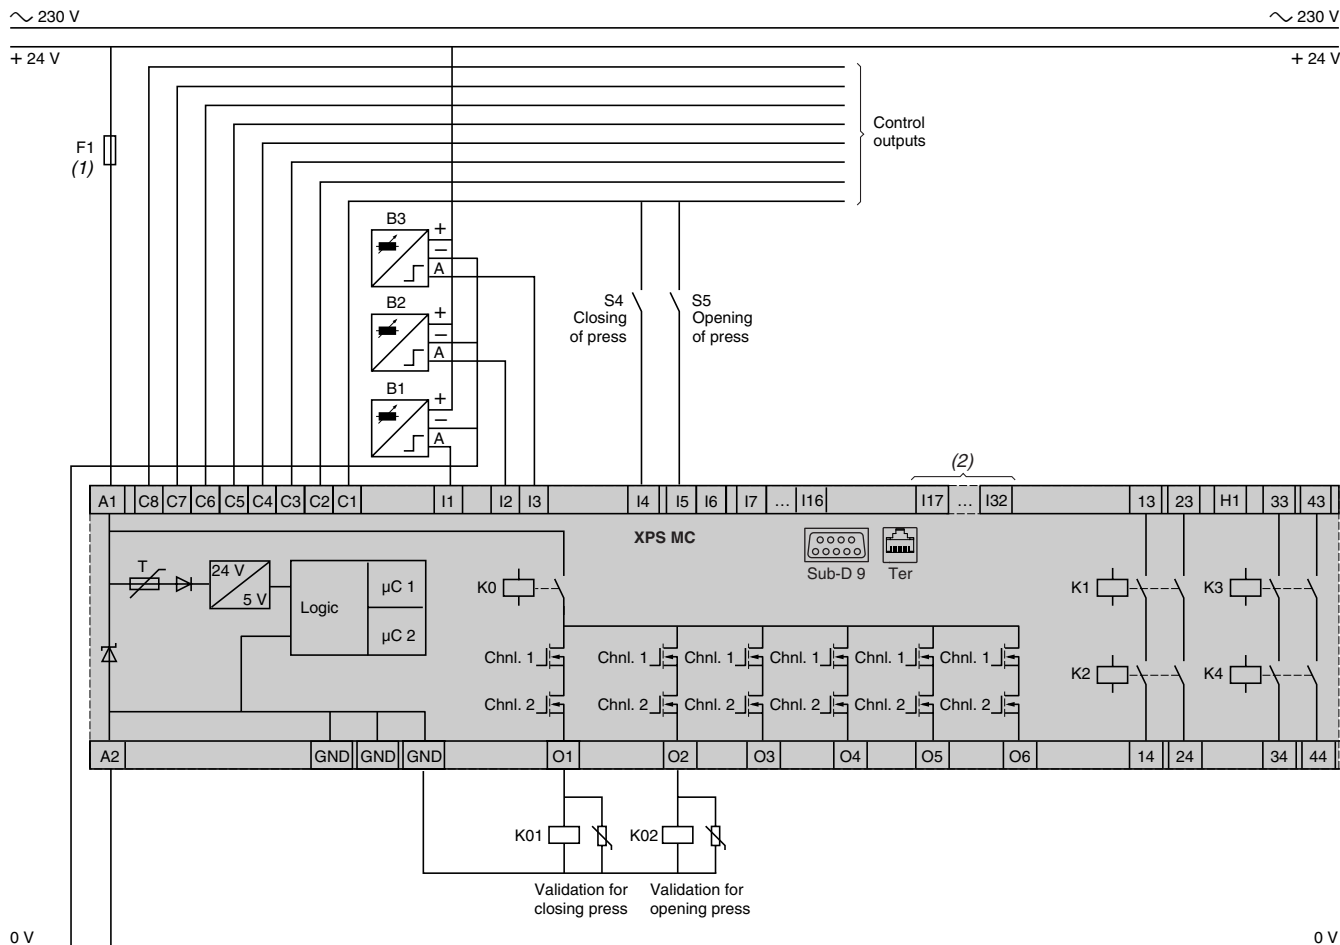 ∼ 230 V
∼ 230 V
+ 24 V
+ 24 V
F1
(1)
Control
outputs
B3
+
–
A
B2
+
–
A
B1
+
–
A
S4
Closing
of press
S5
Opening
of press
(2)
A1 C8 C7 C6 C5 C4 C3 C2 C1 I1 I2 I3 I4 I5 I6 I7 ... I16 I17 ... I32 13 23 H1 33 43
XPS MC
Sub-D 9
Ter
T
24 V
5 V
Logic
µC 1
µC 2
K0
K1
K3
Chnl. 1 Chnl. 1 Chnl. 1 Chnl. 1 Chnl. 1 Chnl. 1
K2
K4
Chnl. 2 Chnl. 2 Chnl. 2 Chnl. 2 Chnl. 2 Chnl. 2
A2 GND GND GND O1 O2 O3 O4 O5 O6 14 24 34 44
K01
K02
Validation for
closing press
Validation for
opening press
0 V
0 V